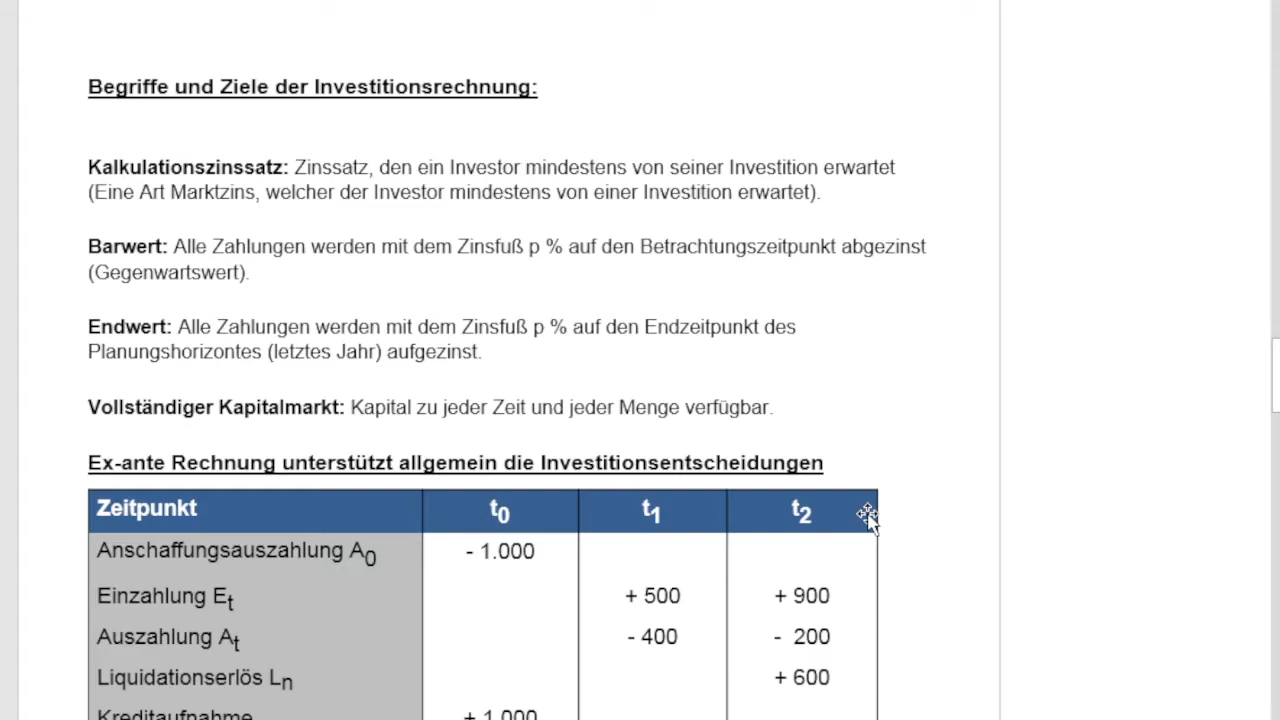 Begriffe und Ziele der Investitionsrechnung:
Kalkulationszinssatz: Zinssatz, den ein Investor mindestens von seiner Investition erwartet
(Eine Art Marktzins, welcher der Investor mindestens von einer Investition erwartet).
Barwert: Alle Zahlungen werden mit dem Zinsfuß p % auf den Betrachtungszeitpunkt abgezinst
(Gegenwartswert).
Endwert: Alle Zahlungen werden mit dem Zinsfuß p % auf den Endzeitpunkt des
Planungshorizontes (letztes Jahr) aufgezinst.
Vollständiger Kapitalmarkt: Kapital zu jeder Zeit und jeder Menge verfügbar.
Ex-ante Rechnung unterstützt allgemein die Investitionsentscheidungen
Zeitpunkt t0 t1 t2
Anschaffungsauszahlung A0 - 1.000
Einzahlung Et + 500 + 900
Auszahlung At - 400 - 200
Liquidationserlös Ln + 600
Kreditaufnahme + 1.000